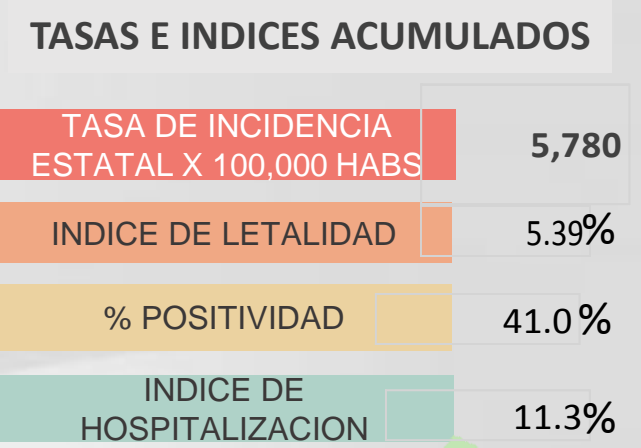 TASAS E INDICES ACUMULADOS
TASA DE INCIDENCIA
ESTATAL X 100,000 HABS
5,780
INDICE DE LETALIDAD
5.39%
% POSITIVIDAD
41.0 %
INDICE DE
HOSPITALIZACION
11.3%